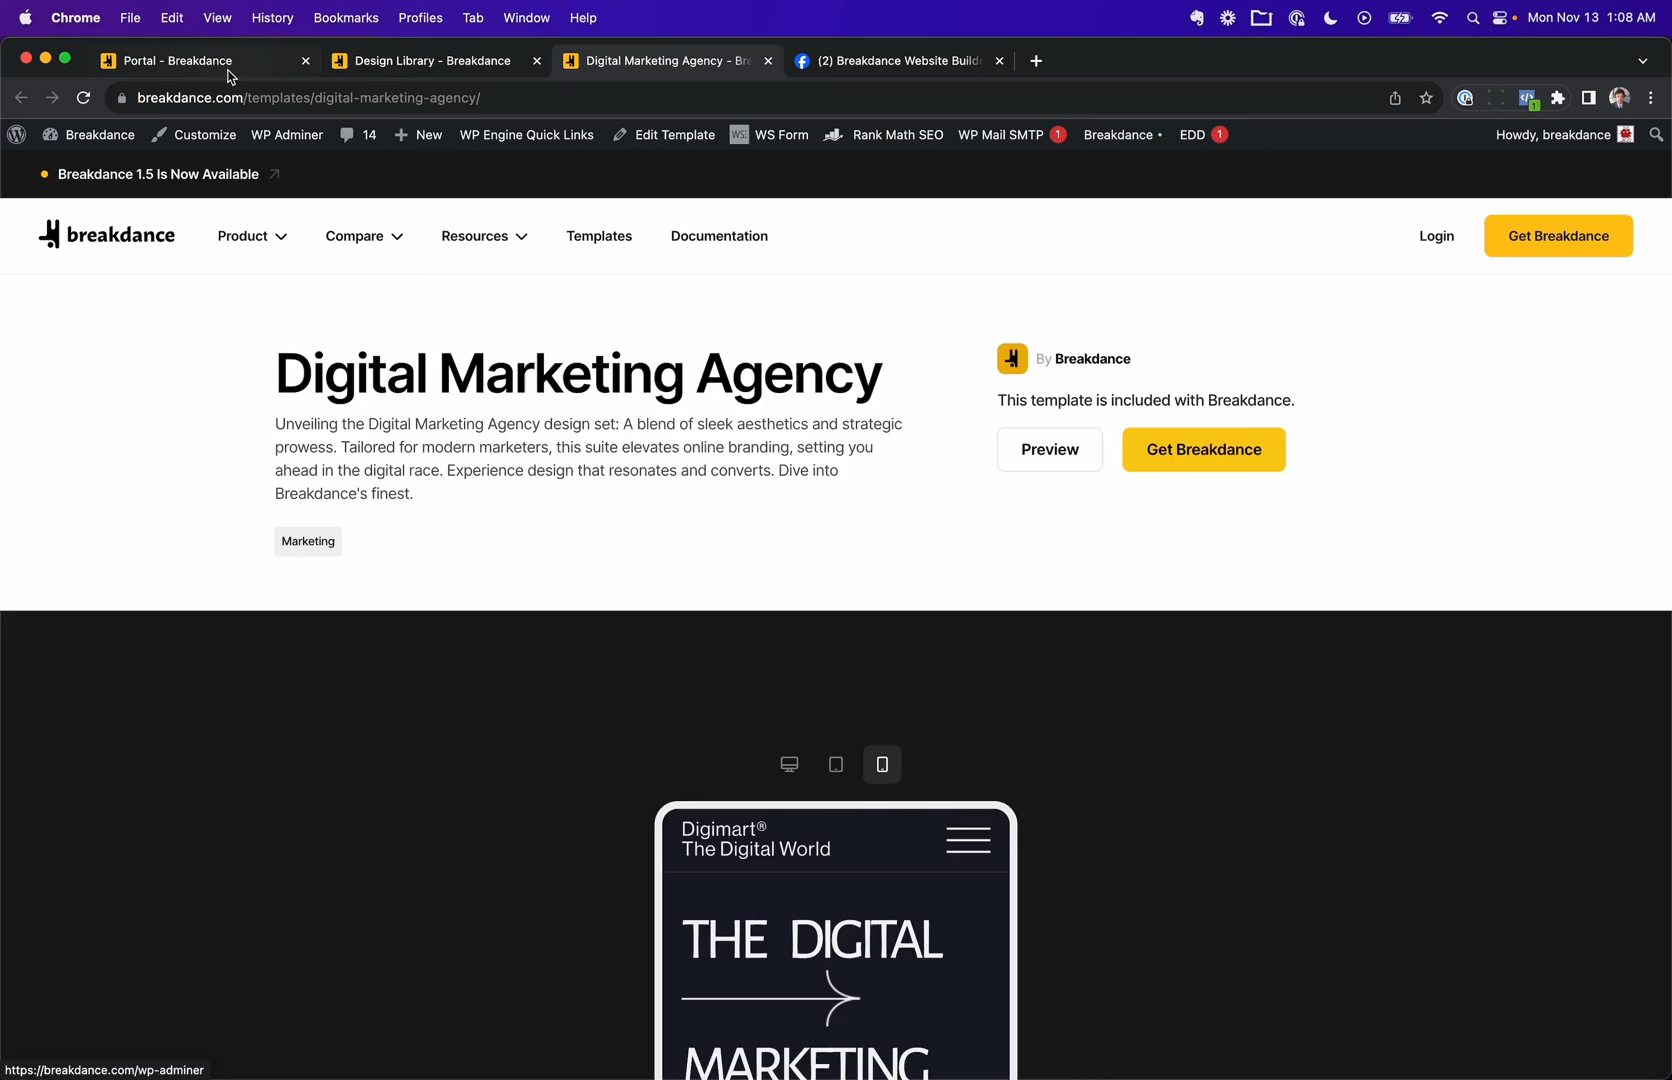 Chrome File Edit View History Bookmarks Profiles Tab Window Help Mon Nov 13 1:08 AM
Portal - Breakdance Design Library - Breakdance Digital Marketing Agency - Bre (2) Breakdance Website Builde
breakdance.com/templates/digital-marketing-agency/
Breakdance Customize WP Adminer 14 New WP Engine Quick Links Edit Template WS Form Rank Math SEO WP Mail SMTP 1 Breakdance EDD 1 Howdy, breakdance
Breakdance 1.5 Is Now Available
breakdance Product Compare Resources Templates Documentation Login Get Breakdance
Digital Marketing Agency
Unveiling the Digital Marketing Agency design set: A blend of sleek aesthetics and strategic
prowess. Tailored for modern marketers, this suite elevates online branding, setting you
ahead in the digital race. Experience design that resonates and converts. Dive into
Breakdance's finest.
Marketing
By Breakdance
This template is included with Breakdance.
Preview Get Breakdance
Digimart®
The Digital World
THE DIGITAL
MARKETING
https://breakdance.com/wp-adminer